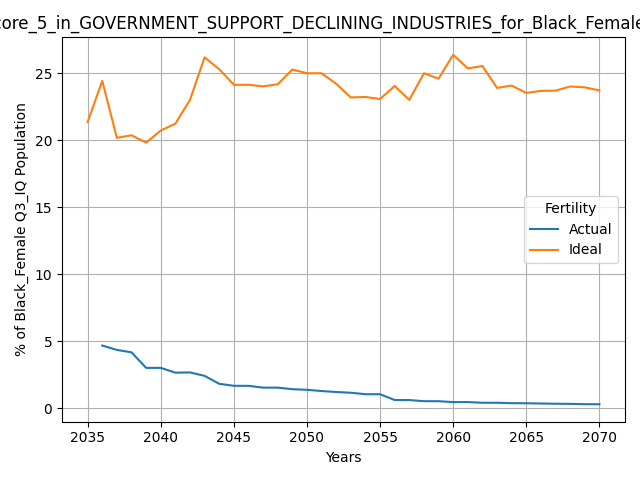 core_5_in_GOVERNMENT_SUPPORT_DECLINING_INDUSTRIES_for_Black_Female
% of Black_Female Q3_IQ Population
25
20
15
10
5
0
Fertility
Actual
Ideal
2035 2040 2045 2050 2055 2060 2065 2070
Years